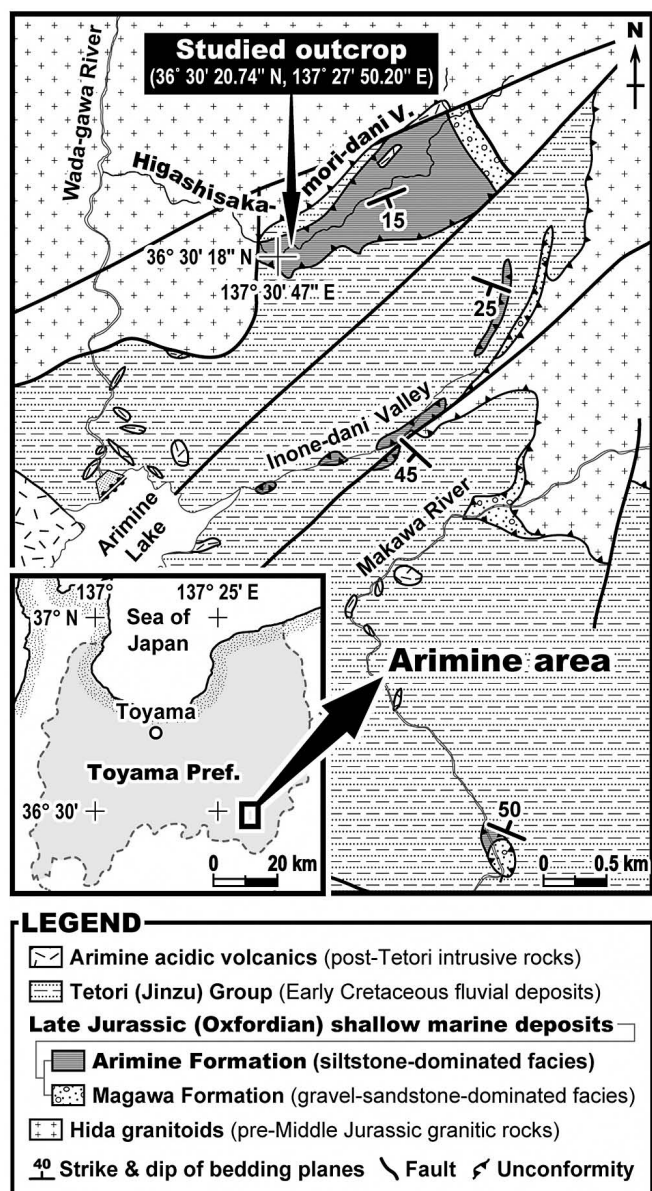 Studied outcrop
(36° 30' 20.74" N, 137° 27' 50.20" E)
N
Wada-gawa River
Higashisaka-
mori-dani V.
15
36° 30' 18" N
137° 30' 47" E
25
Inone-dani Valley
45
Arimine
Lake
Makawa River
137°
137° 25' E
37° N
Sea of
Japan
Arimine area
Toyama
Toyama Pref.
36° 30'
50
0 20 km
0 0.5 km
LEGEND
Arimine acidic volcanics (post-Tetori intrusive rocks)
Tetori (Jinzu) Group (Early Cretaceous fluvial deposits)
Late Jurassic (Oxfordian) shallow marine deposits
Arimine Formation (siltstone-dominated facies)
Magawa Formation (gravel-sandstone-dominated facies)
Hida granitoids (pre-Middle Jurassic granitic rocks)
40 Strike & dip of bedding planes Fault Unconformity